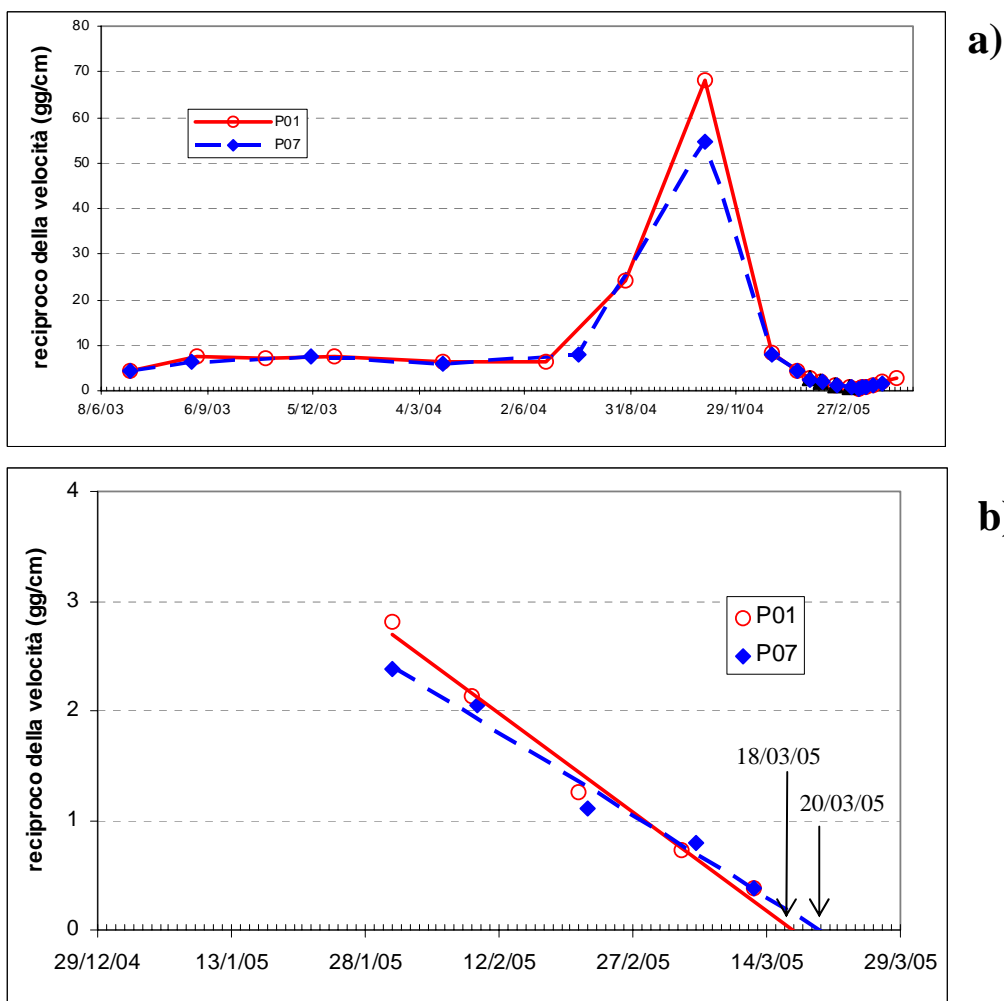 a)
80
70
60
50
40
30
20
10
0
reciproco della velocità (gg/cm)
P01
P07
8/6/03 6/9/03 5/12/03 4/3/04 2/6/04 31/8/04 29/11/04 27/2/05
b)
4
3
2
1
0
reciproco della velocità (gg/cm)
P01
P07
18/03/05
20/03/05
29/12/04 13/1/05 28/1/05 12/2/05 27/2/05 14/3/05 29/3/05